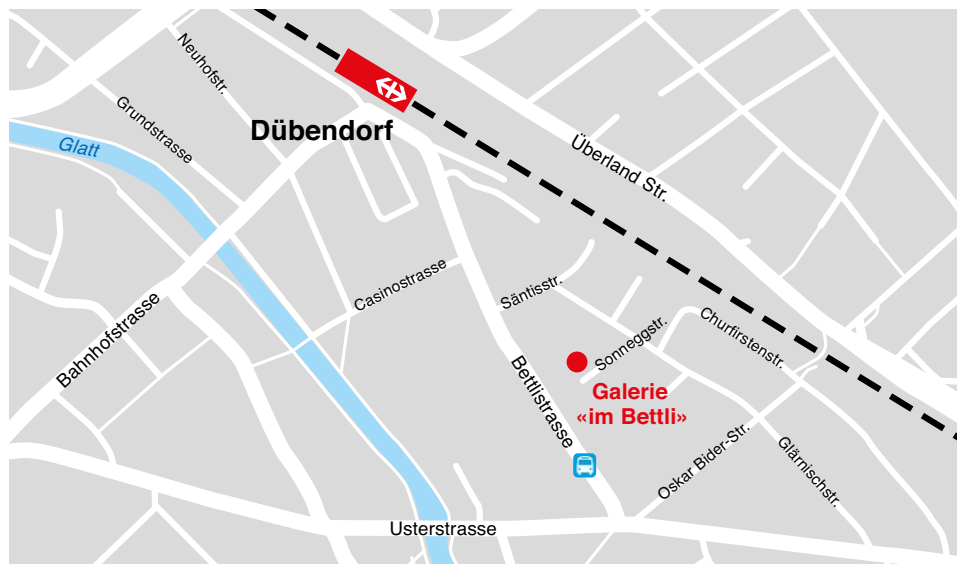 Neuhofstr.
Grundstrasse
Dübendorf
Glatt
Überland Str.
Casinostrasse
Säntisstr.
Bahnhofstrasse
Churfirstenstr.
Sonneggstr.
Bettlistrasse
Galerie
«im Bettli»
Oskar Bider-Str.
Glärnischstr.
Usterstrasse